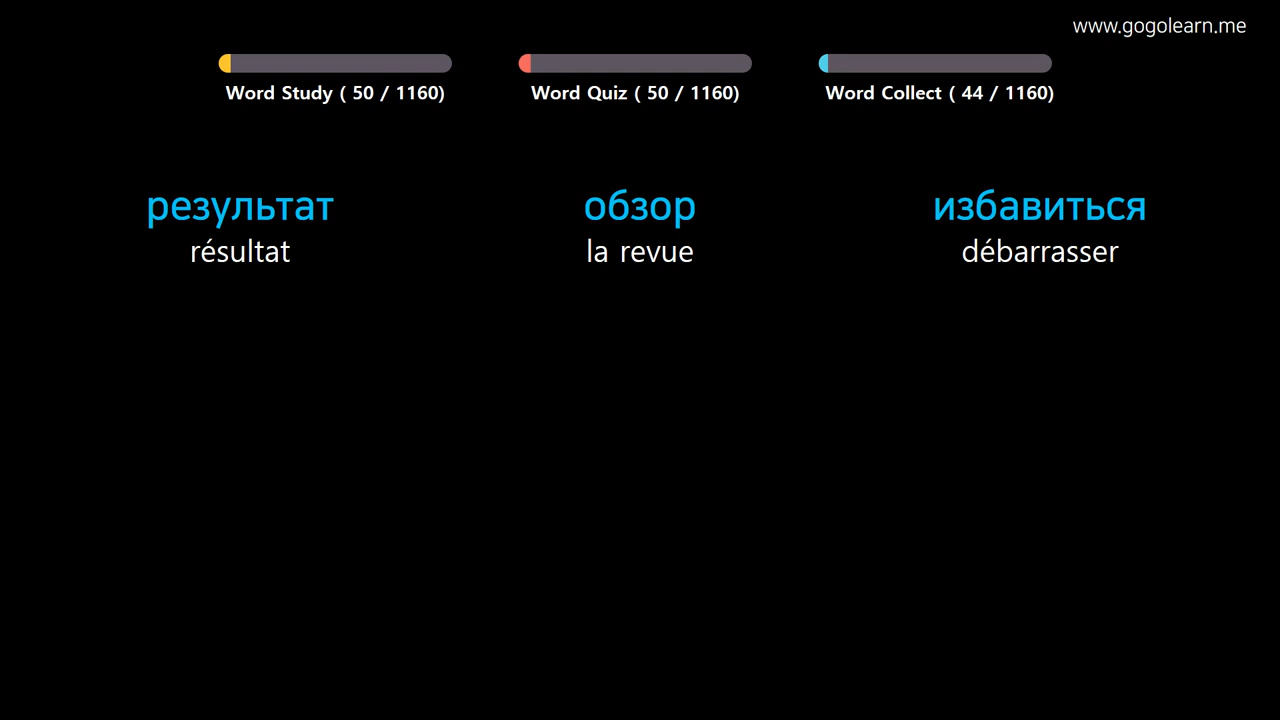 www.gogolearn.me
Word Study ( 50 / 1160)
Word Quiz ( 50 / 1160)
Word Collect ( 44 / 1160)
результат
résultat
обзор
la revue
избавиться
débarrasser